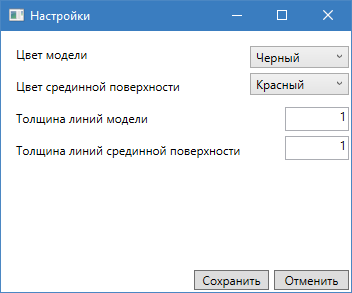 Настройки
Цвет модели Черный
Цвет срединной поверхности Красный
Толщина линий модели 1
Толщина линий срединной поверхности 1
Сохранить Отменить